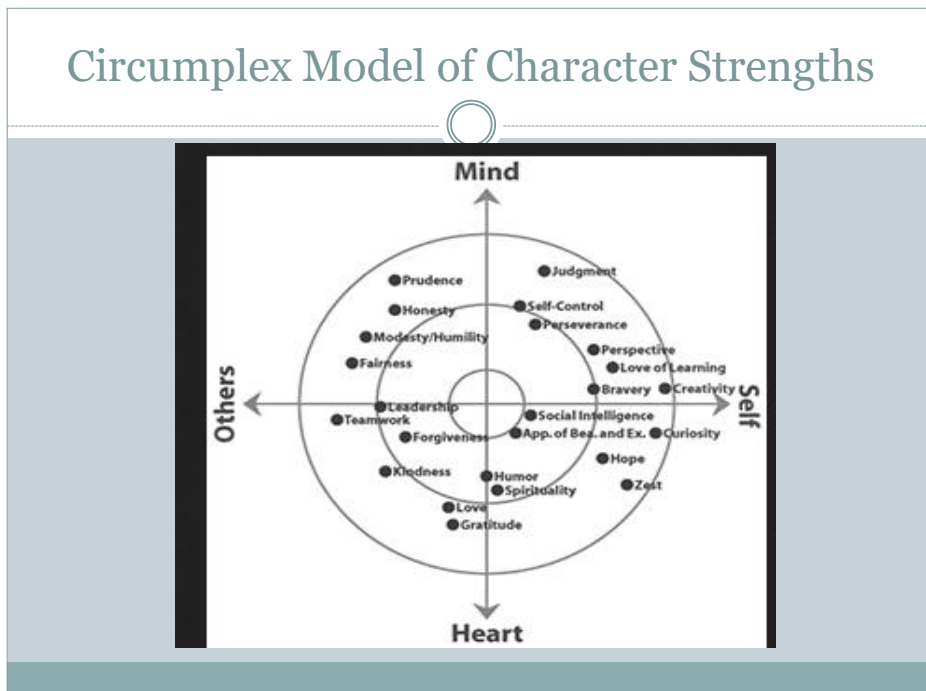 Circumplex Model of Character Strengths
Mind
Judgment
Prudence
Self-Control
Honesty
Perseverance
Modesty/Humility
Perspective
Fairness
Love of Learning
Bravery
Creativity
Others
Self
Leadership
Social Intelligence
Teamwork
App. of Bea. and Ex.
Curiosity
Forgiveness
Hope
Kindness
Humor
Zest
Spirituality
Love
Gratitude
Heart